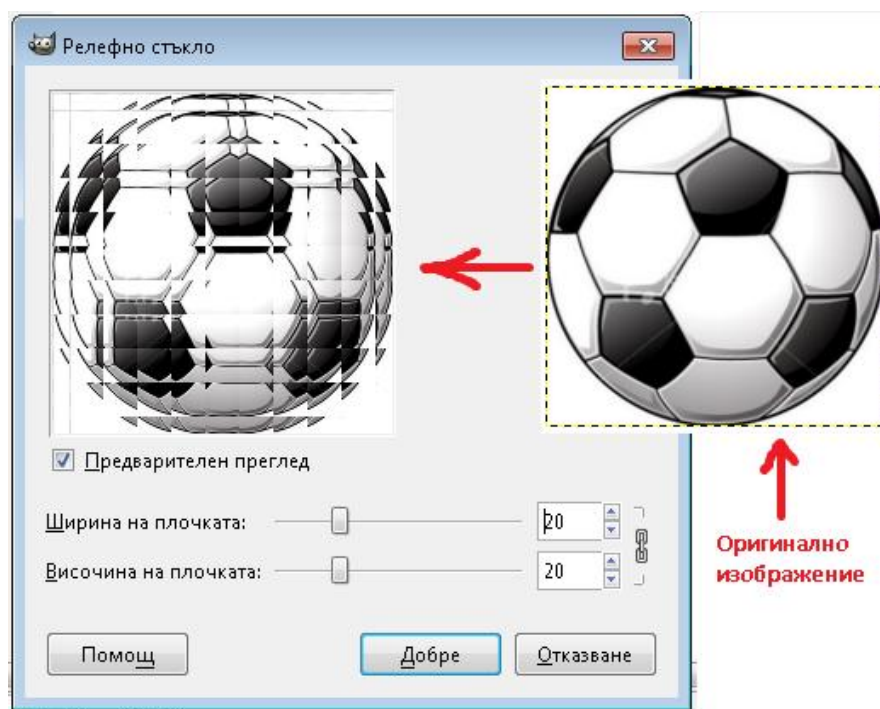 Релефно стъкло
Предварителен преглед
Ширина на плочката:
20
Височина на плочката:
20
Оригинално
изображение
Помощ
Добре
Отказване